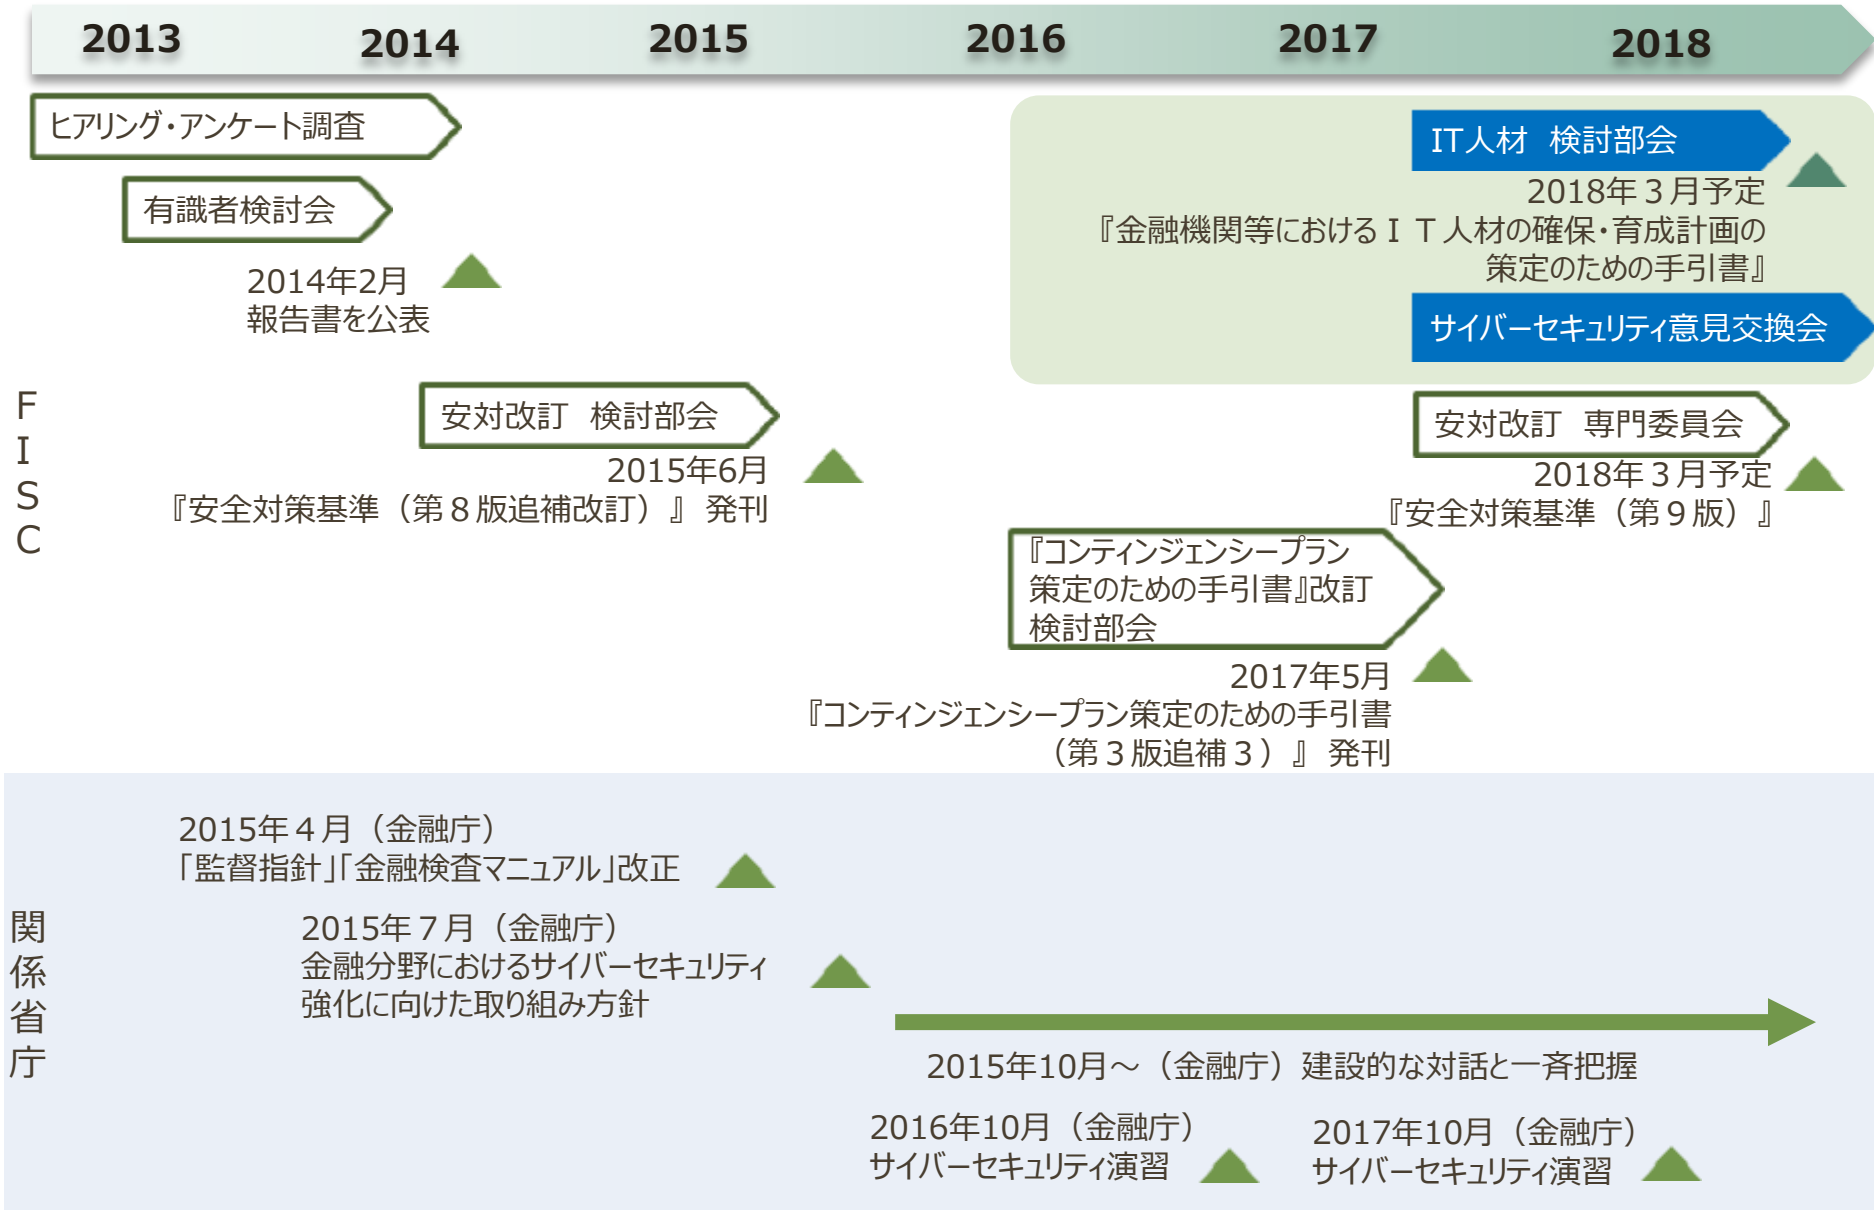 2013 2014 2015 2016 2017 2018
ヒアリング・アンケート調査
有識者検討会
2014年2月
報告書を公表
IT人材　検討部会
2018年３月予定
『金融機関等におけるＩＴ人材の確保・育成計画の
策定のための手引書』
サイバーセキュリティ意見交換会
FISC
安対改訂　検討部会
2015年6月
『安全対策基準（第８版追補改訂）』 発刊
安対改訂　専門委員会
2018年３月予定
『安全対策基準（第９版）』
『コンティンジェンシープラン
策定のための手引書』改訂
検討部会
2017年5月
『コンティンジェンシープラン策定のための手引書
（第３版追補３）』 発刊
関係省庁
2015年４月（金融庁）
「監督指針」「金融検査マニュアル」改正
2015年７月（金融庁）
金融分野におけるサイバーセキュリティ
強化に向けた取り組み方針
2015年10月～（金融庁）建設的な対話と一斉把握
2016年10月（金融庁）
サイバーセキュリティ演習
2017年10月（金融庁）
サイバーセキュリティ演習